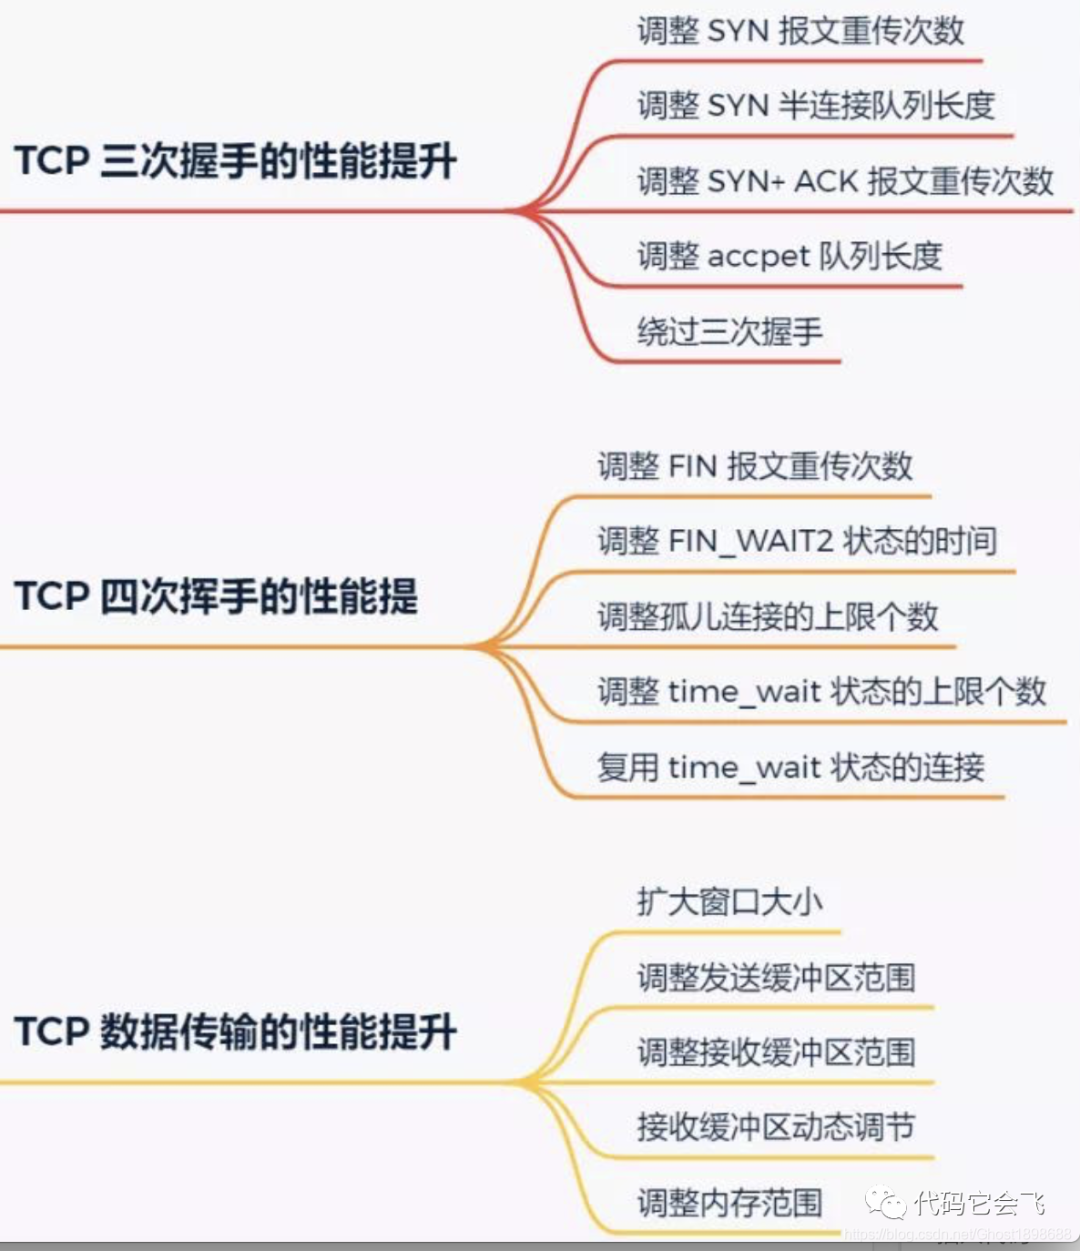 TCP 三次握手的性能提升
调整 SYN 报文重传次数
调整 SYN 半连接队列长度
调整 SYN+ ACK 报文重传次数
调整 accpet 队列长度
绕过三次握手
TCP 四次挥手的性能提
调整 FIN 报文重传次数
调整 FIN_WAIT2 状态的时间
调整孤儿连接的上限个数
调整 time_wait 状态的上限个数
复用 time_wait 状态的连接
TCP 数据传输的性能提升
扩大窗口大小
调整发送缓冲区范围
调整接收缓冲区范围
接收缓冲区动态调节
调整内存范围
代码它会飞
https://blog.csdn.net/Ghost1898688